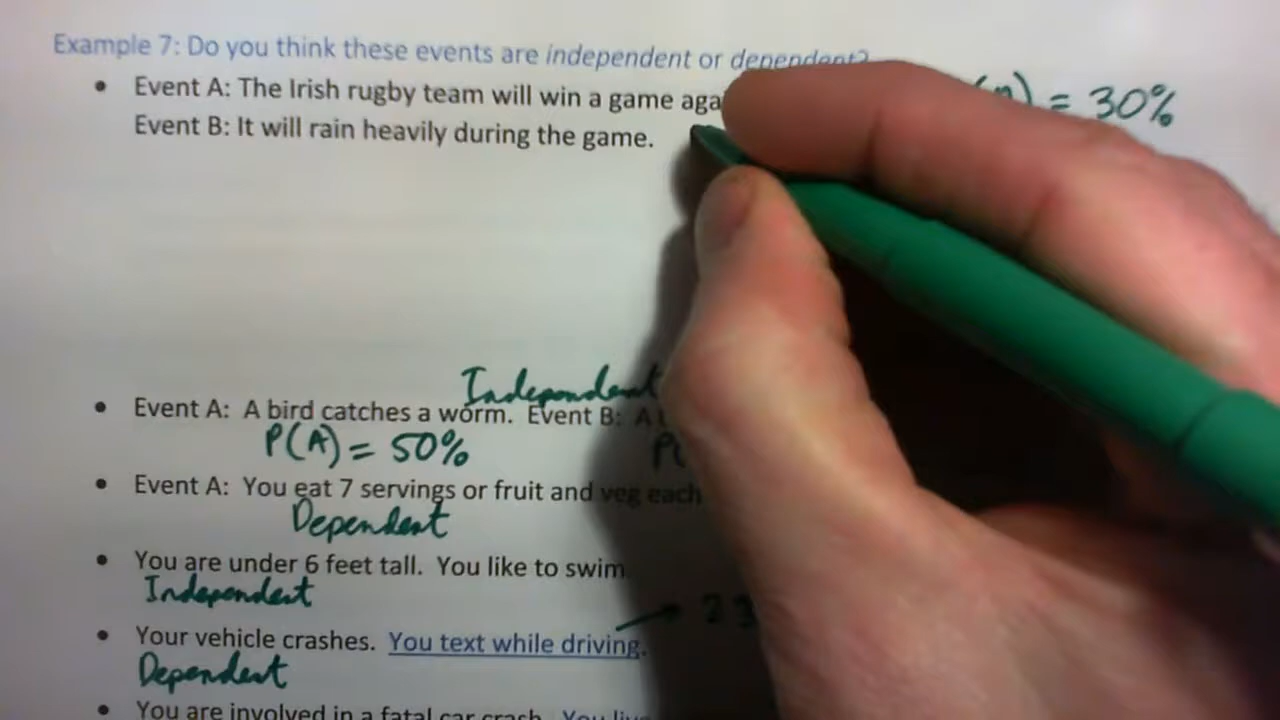 Example 7: Do you think these events are independent or dependent?
Event A: The Irish rugby team will win a game
= 30%
Event B: It will rain heavily during the game.
Independent
Event A: A bird catches a worm. Event B: A
P(A) = 50%
Event A: You eat 7 servings or fruit and veg each
Dependent
You are under 6 feet tall. You like to swim
Independent
Your vehicle crashes. You text while driving.
Dependent
You are involved in a fatal car crash. You